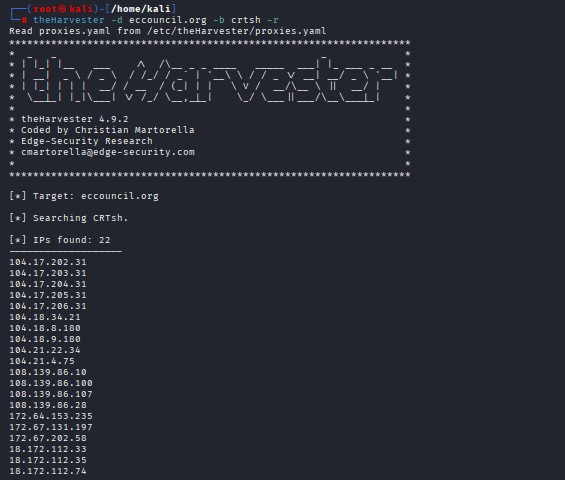 (root㉿kali)-[/home/kali]
# theHarvester -d eccouncil.org -b crtsh -r
Read proxies.yaml from /etc/theHarvester/proxies.yaml
*******************************************************************
theHarvester
* theHarvester 4.9.2 *
* Coded by Christian Martorella *
* Edge-Security Research *
* cmartorella@edge-security.com *
* *
*******************************************************************
[*] Target: eccouncil.org
[*] Searching CRTsh.
[*] IPs found: 22
-------------------
104.17.202.31
104.17.203.31
104.17.204.31
104.17.205.31
104.17.206.31
104.18.34.21
104.18.8.180
104.18.9.180
104.21.22.34
104.21.4.75
108.139.86.10
108.139.86.100
108.139.86.107
108.139.86.28
172.64.153.235
172.67.131.197
172.67.202.58
18.172.112.33
18.172.112.35
18.172.112.74